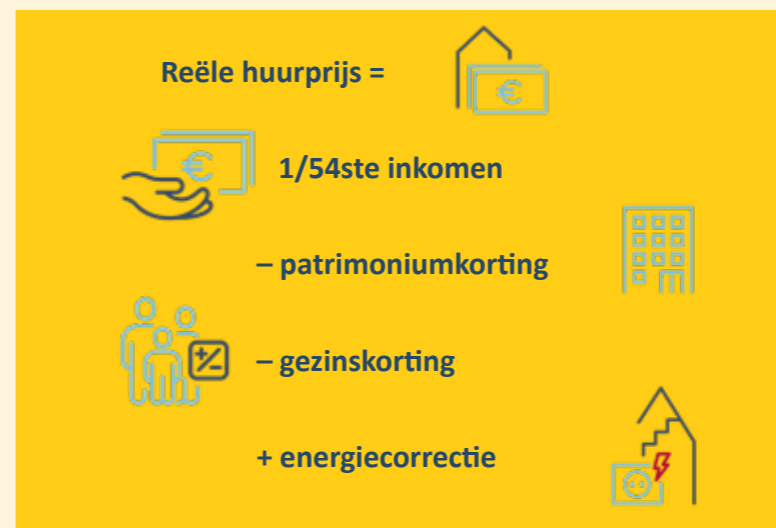 Reële huurprijs =
1/54ste inkomen
– patrimoniumkorting
– gezinskorting
+ energiecorrectie